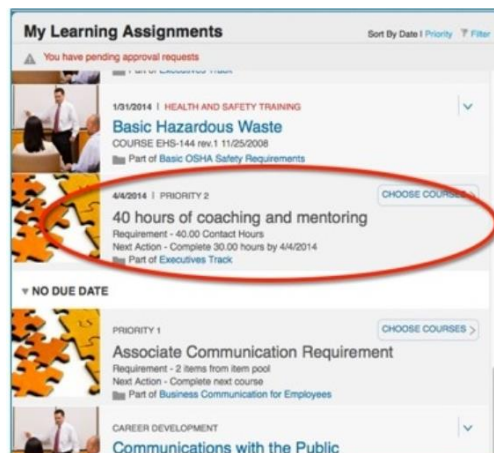 My Learning Assignments
Sort By Date | Priority Filter
You have pending approval requests
Part of Executives Track
1/31/2014 | HEALTH AND SAFETY TRAINING
Basic Hazardous Waste
COURSE EHS-144 rev.1 11/25/2008
Part of Basic OSHA Safety Requirements
4/4/2014 | PRIORITY 2
CHOOSE COURSES >
40 hours of coaching and mentoring
Requirement - 40.00 Contact Hours
Next Action - Complete 30.00 hours by 4/4/2014
Part of Executives Track
NO DUE DATE
PRIORITY 1
CHOOSE COURSES >
Associate Communication Requirement
Requirement - 2 items from item pool
Next Action - Complete next course
Part of Business Communication for Employees
CAREER DEVELOPMENT
Communications with the Public